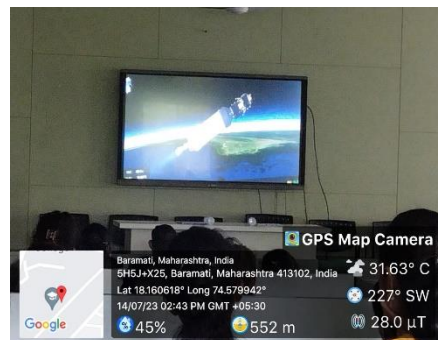 GPS Map Camera
Baramati, Maharashtra, India
5H5J+X25, Baramati, Maharashtra 413102, India
Lat 18.160618° Long 74.579942°
14/07/23 02:43 PM GMT +05:30
31.63° C
227° SW
45%
552 m
28.0 µT
Google